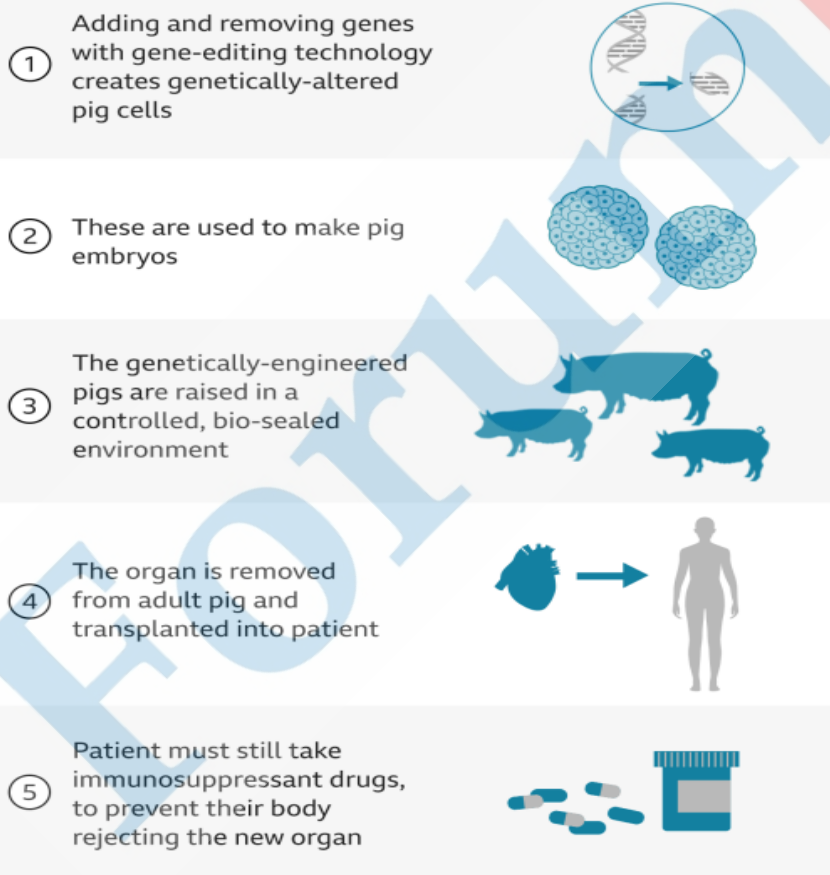 1
Adding and removing genes
with gene-editing technology
creates genetically-altered
pig cells
2
These are used to make pig
embryos
3
The genetically-engineered
pigs are raised in a
controlled, bio-sealed
environment
4
The organ is removed
from adult pig and
transplanted into patient
5
Patient must still take
immunosuppressant drugs,
to prevent their body
rejecting the new organ
Forum